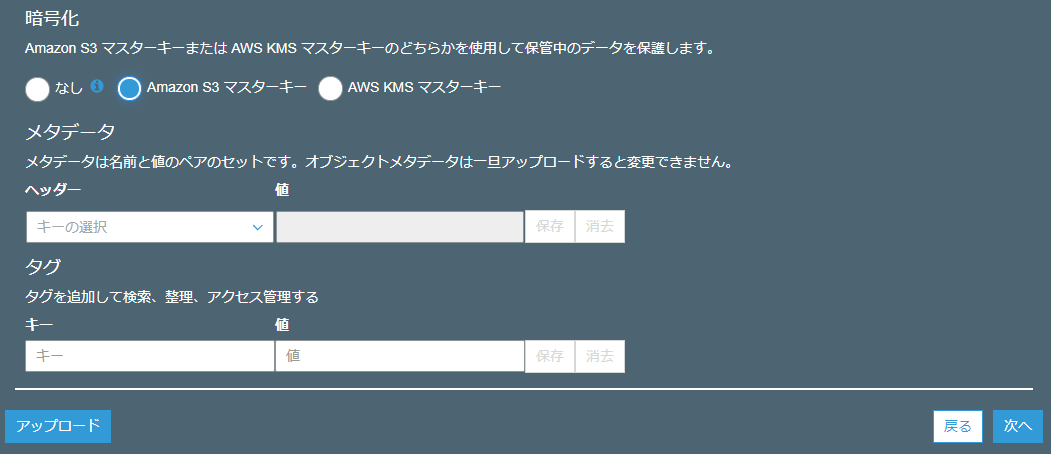 暗号化
Amazon S3 マスターキーまたは AWS KMS マスターキーのどちらかを使用して保管中のデータを保護します。
なし Amazon S3 マスターキー AWS KMS マスターキー
メタデータ
メタデータは名前と値のペアのセットです。オブジェクトメタデータは一旦アップロードすると変更できません。
ヘッダー 値
キーの選択 保存 消去
タグ
タグを追加して検索、整理、アクセス管理する
キー 値
キー 値 保存 消去
アップロード 戻る 次へ